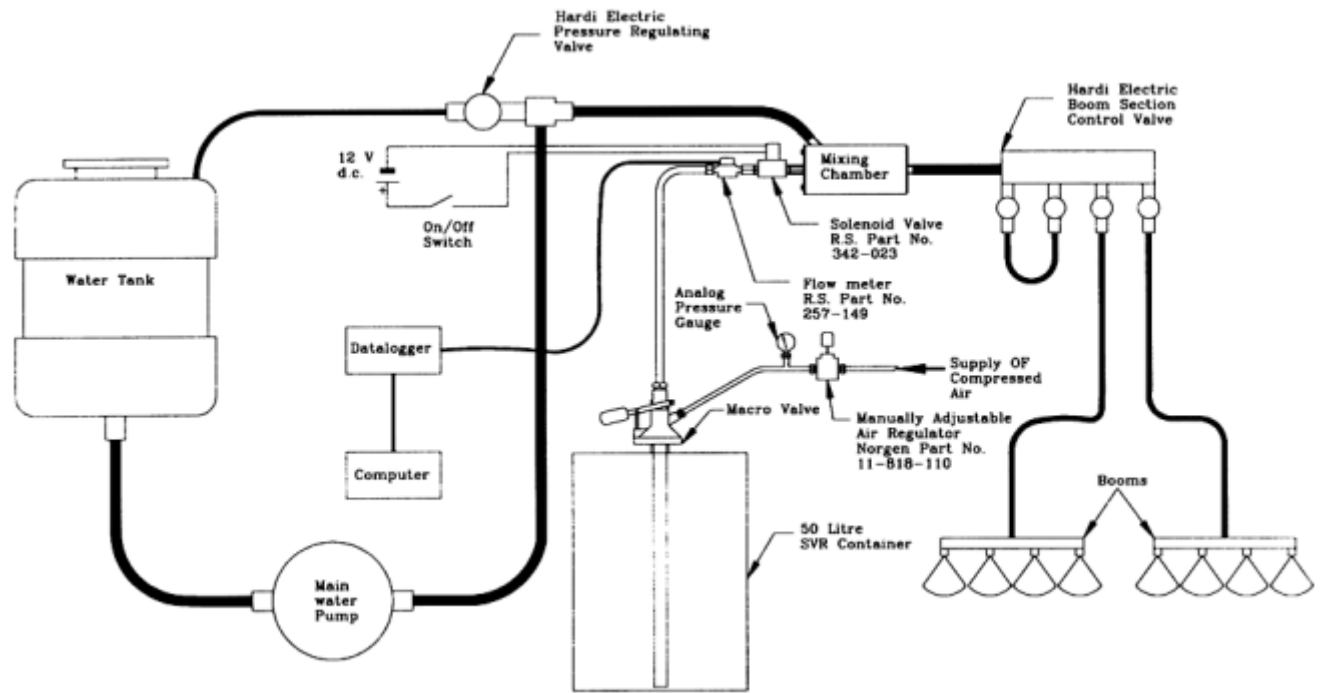 Hardi Electric
Pressure Regulating
Valve
Hardi Electric
Boom Section
Control Valve
12 V
d.c.
+
On/Off
Switch
Mixing
Chamber
Solenoid Valve
R.S. Part No.
342-023
Water Tank
Flow meter
R.S. Part No.
257-149
Analog
Pressure
Gauge
Datalogger
Supply OF
Compressed
Air
Macro Valve
Manually Adjustable
Air Regulator
Norgen Part No.
11-818-110
Computer
Booms
50 Litre
SVR Container
Main
water
Pump